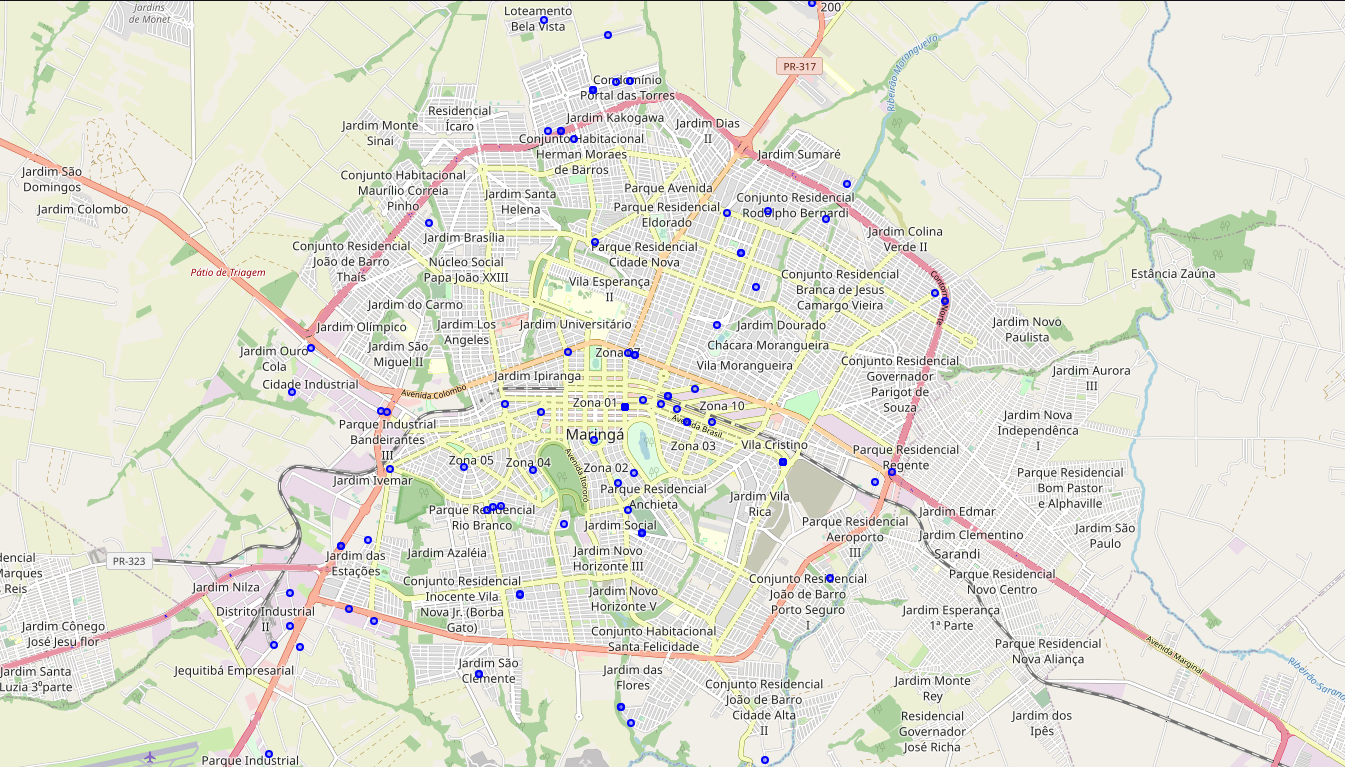 Jardins
de Monet
Loteamento
Bela Vista
200
PR-317
Ribeirão Morangueiro
Condomínio
Portal das Torres
Residencial
Ícaro
Jardim Kakogawa
Jardim Monte
Sinai
Jardim Dias
II
Conjunto Habitacional
Herman Moraes
de Barros
Jardim Sumaré
Jardim São
Domingos
Conjunto Habitacional
Maurílio Correia
Pinho
Jardim Santa
Helena
Parque Avenida
Conjunto Residencial
Rodolpho Bernardi
Jardim Colombo
Parque Residencial
Eldorado
Jardim Brasília
Jardim Colina
Verde II
Conjunto Residencial
João de Barro
Thaís
Parque Residencial
Cidade Nova
Núcleo Social
Papa João XXIII
Pátio de Triagem
Conjunto Residencial
Branca de Jesus
Camargo Vieira
Estância Zaúna
Vila Esperança
II
Contorno Norte
Jardim do Carmo
Jardim Olímpico
Jardim Los
Angeles
Jardim Universitário
Jardim Dourado
Jardim Novo
Paulista
Jardim Ouro
Cola
Jardim São
Miguel II
Zona 7
Chácara Morangueira
Vila Morangueira
Conjunto Residencial
Governador
Parigot de
Souza
Jardim Aurora
III
Cidade Industrial
Avenida Colombo
Jardim Ipiranga
Zona 01
Zona 10
Parque Industrial
Bandeirantes
III
Avenida Brasil
Jardim Nova
Independência
I
Maringá
Zona 03
Vila Cristino
Parque Residencial
Regente
Zona 05
Zona 04
Avenida Itororó
Zona 02
Jardim Ivemar
Parque Residencial
Bom Pastor
e Alphaville
Parque Residencial
Anchieta
Jardim Vila
Rica
Parque Residencial
Rio Branco
Jardim Social
Parque Residencial
Aeroporto
III
Jardim Edmar
Jardim Clementino
Jardim São
Paulo
PR-323
Jardim das
Estações
Jardim Azaléia
Jardim Novo
Horizonte III
Sarandi
dencial
Marques
Reis
Jardim Nilza
Conjunto Residencial
Inocente Vila
Nova Jr. (Borba
Gato)
Jardim Novo
Horizonte V
Conjunto Residencial
João de Barro
Porto Seguro
I
Parque Residencial
Novo Centro
Distrito Industrial
II
Jardim Esperança
1ª Parte
Jardim Cônego
José Jesu flor
Conjunto Habitacional
Santa Felicidade
Parque Residencial
Nova Aliança
Avenida Marginal
Jardim Santa
Luzia 3ºparte
Jequitibá Empresarial
Jardim São
Clemente
Jardim das
Flores
Conjunto Residencial
João de Barro
Cidade Alta
II
Jardim Monte
Rey
Ribeirão-Saran
Residencial
Governador
José Richa
Jardim dos
Ipês
Parque Industrial